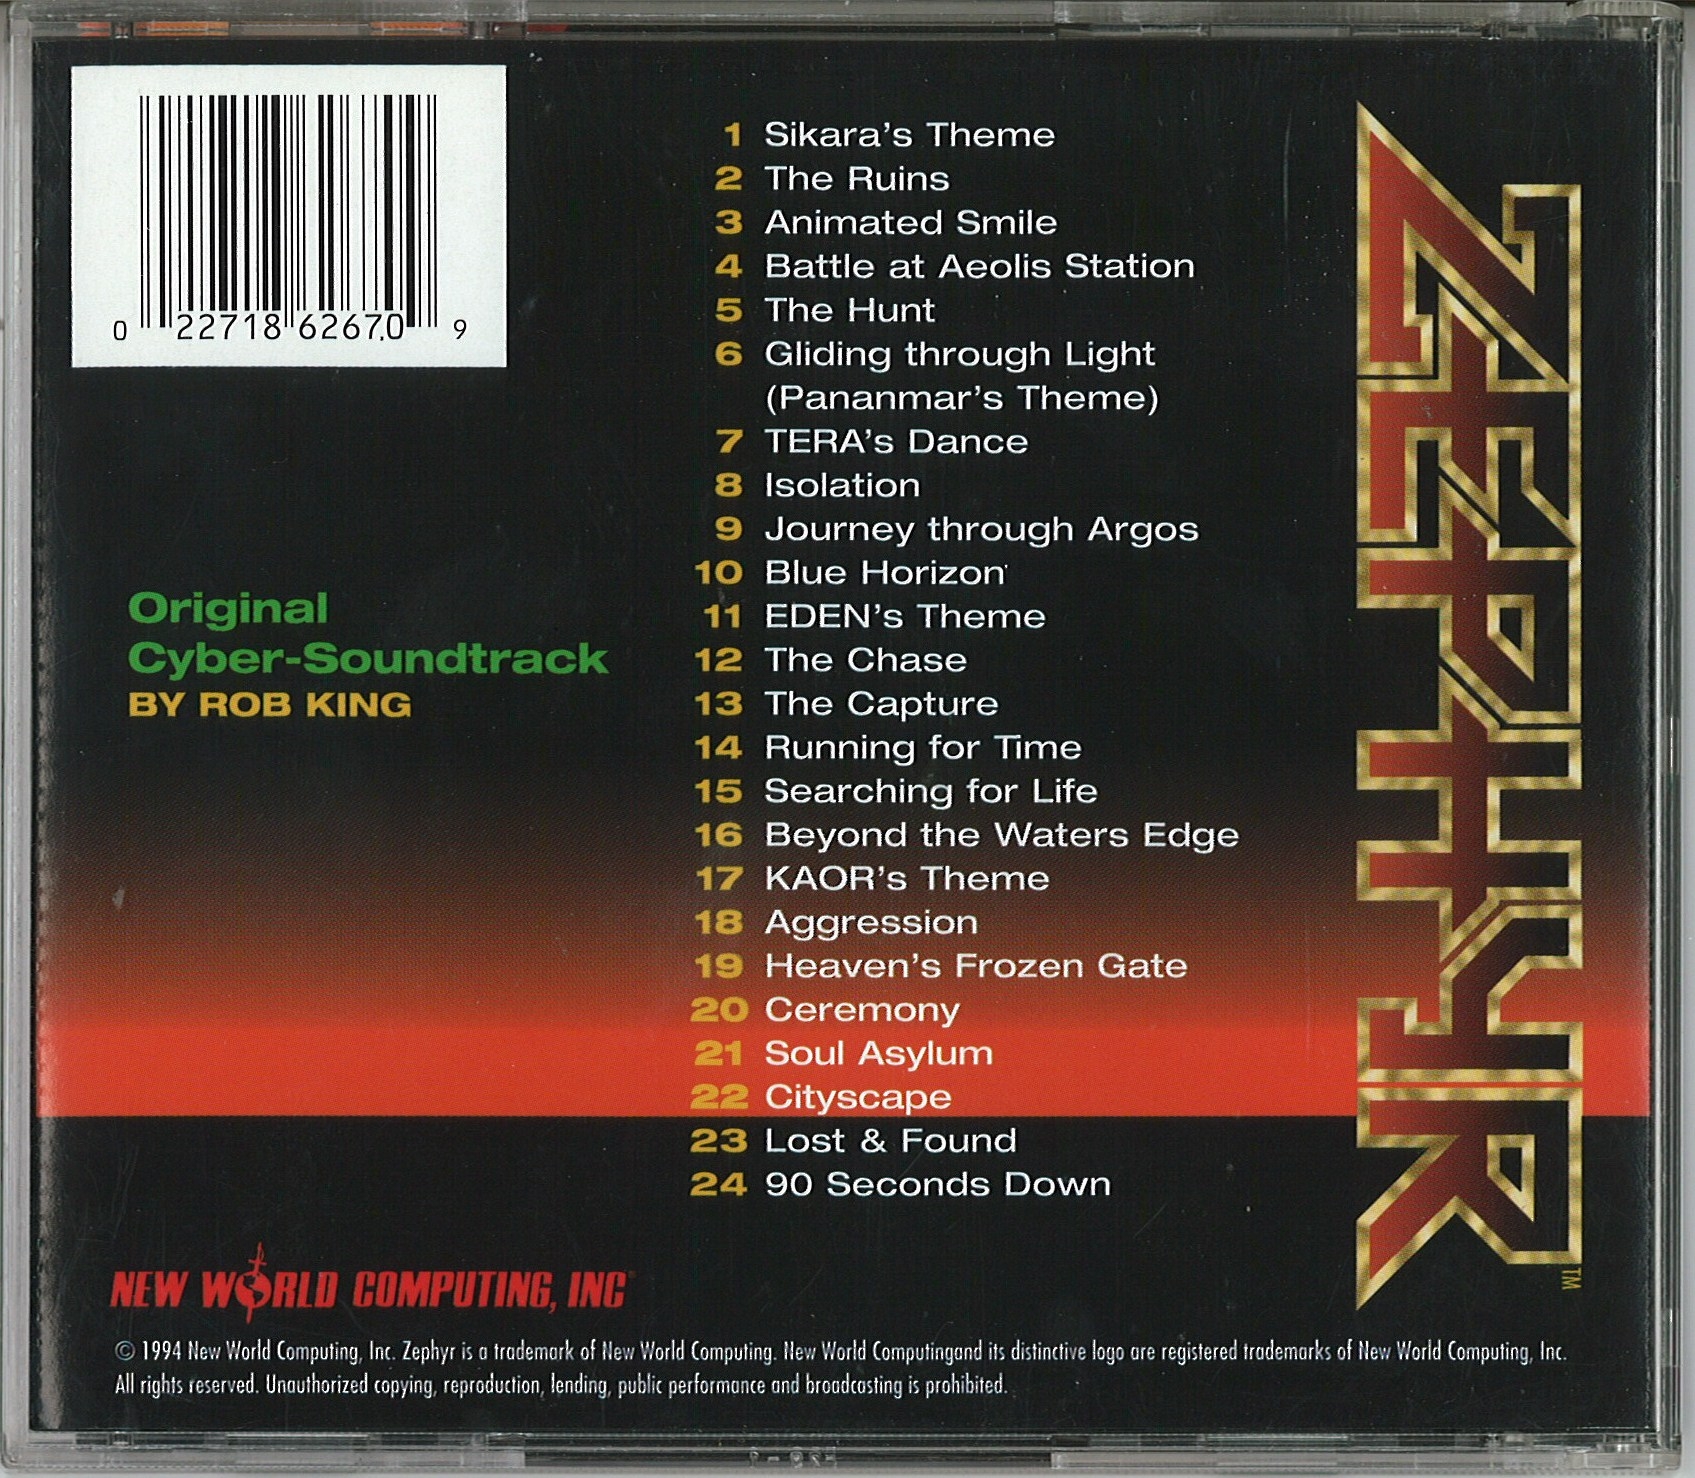 0 22718 62670 9
1 Sikara's Theme
2 The Ruins
3 Animated Smile
4 Battle at Aeolis Station
5 The Hunt
6 Gliding through Light
(Pananmar's Theme)
7 TERA's Dance
8 Isolation
9 Journey through Argos
10 Blue Horizon
11 EDEN's Theme
12 The Chase
13 The Capture
14 Running for Time
15 Searching for Life
16 Beyond the Waters Edge
17 KAOR's Theme
18 Aggression
19 Heaven's Frozen Gate
20 Ceremony
21 Soul Asylum
22 Cityscape
23 Lost & Found
24 90 Seconds Down
Original
Cyber-Soundtrack
BY ROB KING
ZEPHYR™
NEW WORLD COMPUTING, INC
© 1994 New World Computing, Inc. Zephyr is a trademark of New World Computing. New World Computingand its distinctive logo are registered trademarks of New World Computing, Inc.
All rights reserved. Unauthorized copying, reproduction, lending, public performance and broadcasting is prohibited.